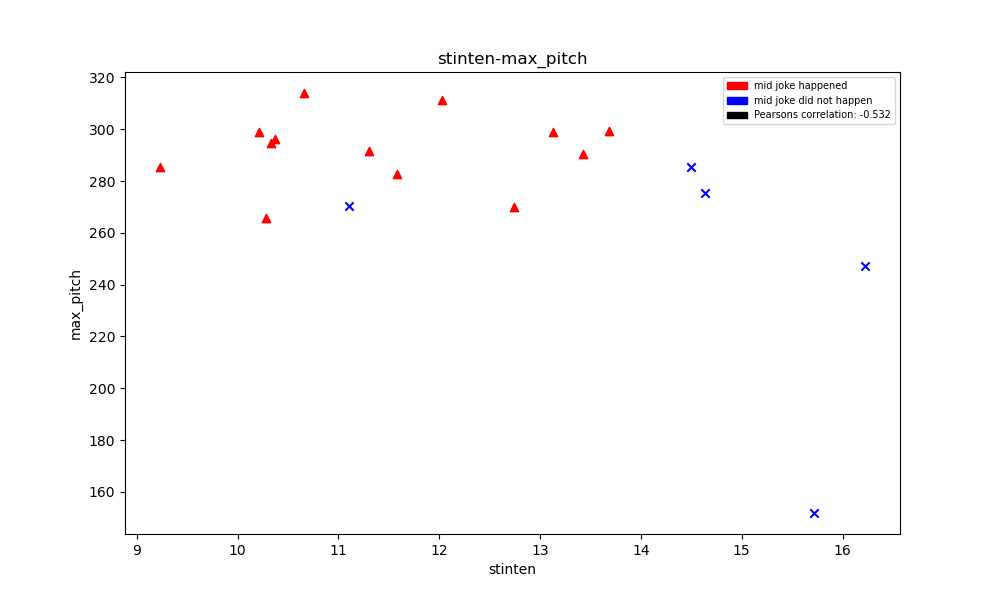 stinten-max_pitch
mid joke happened
mid joke did not happen
Pearsons correlation: -0.532
max_pitch
320
300
280
260
240
220
200
180
160
9 10 11 12 13 14 15 16
stinten